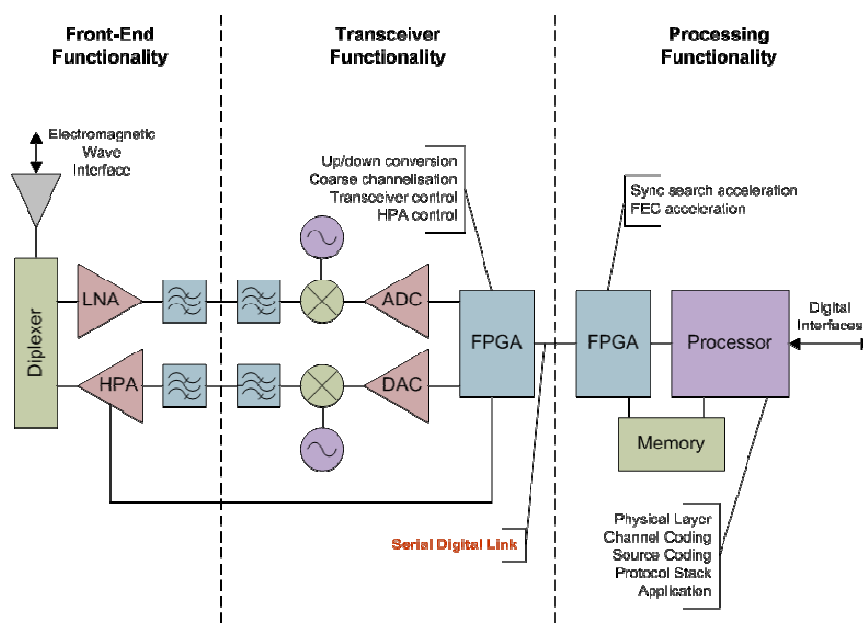 Front-End
Functionality
Transceiver
Functionality
Processing
Functionality
Electromagnetic
Wave
Interface
Up/down conversion
Coarse channelisation
Transceiver control
HPA control
Sync search acceleration
FEC acceleration
Diplexer
LNA
ADC
FPGA
FPGA
Processor
Digital
Interfaces
HPA
DAC
Memory
Serial Digital Link
Physical Layer
Channel Coding
Source Coding
Protocol Stack
Application